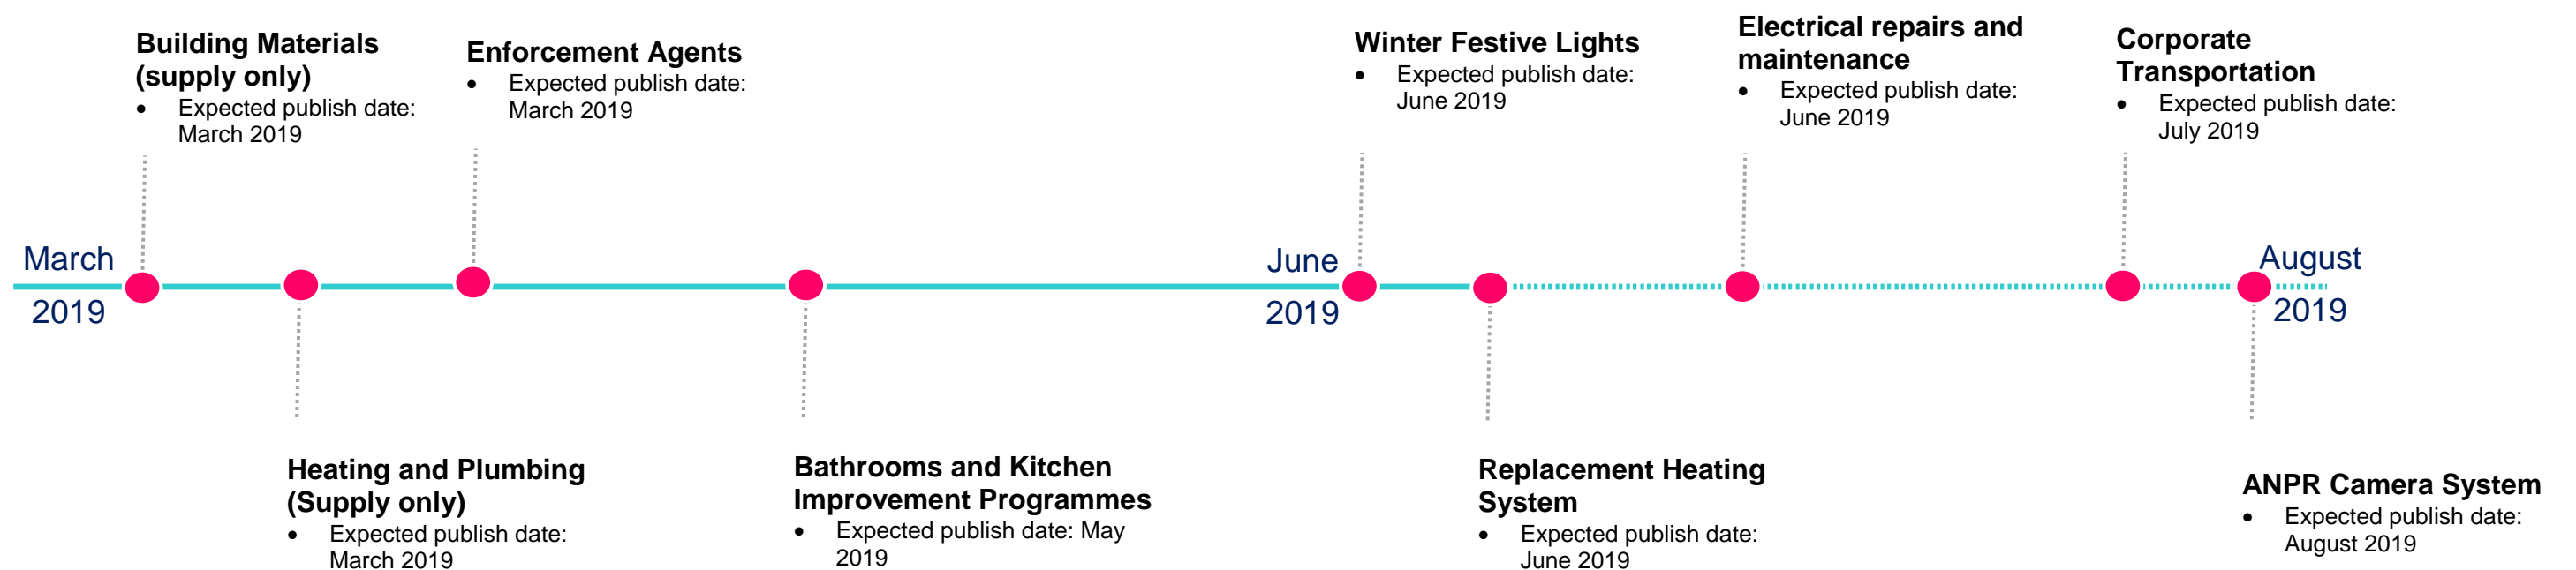 Building Materials
(supply only)
• Expected publish date:
March 2019
Enforcement Agents
• Expected publish date:
March 2019
Winter Festive Lights
• Expected publish date:
June 2019
Electrical repairs and
maintenance
• Expected publish date:
June 2019
Corporate
Transportation
• Expected publish date:
July 2019
March
2019
June
2019
August
2019
Heating and Plumbing
(Supply only)
• Expected publish date:
March 2019
Bathrooms and Kitchen
Improvement Programmes
• Expected publish date: May
2019
Replacement Heating
System
• Expected publish date:
June 2019
ANPR Camera System
• Expected publish date:
August 2019